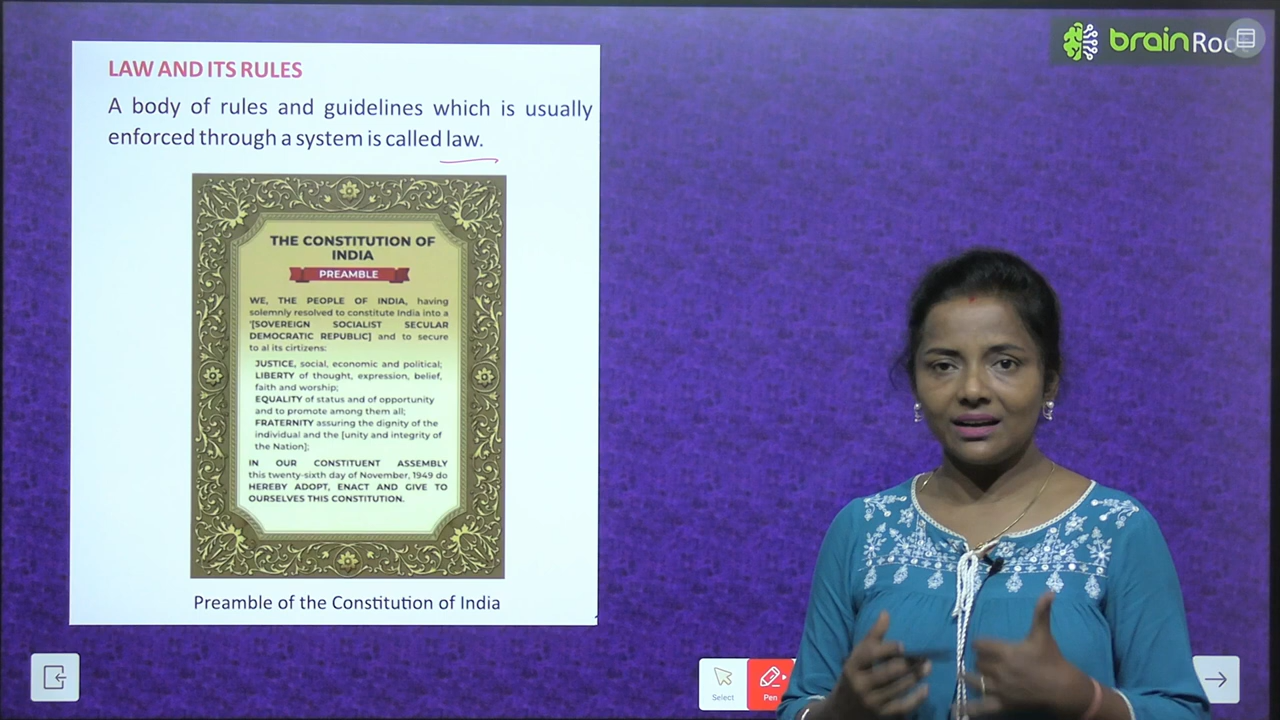 brainRoot
LAW AND ITS RULES
A body of rules and guidelines which is usually
enforced through a system is called law.
THE CONSTITUTION OF
INDIA
PREAMBLE
WE, THE PEOPLE OF INDIA, having
solemnly resolved to constitute India into a
'[SOVEREIGN SOCIALIST SECULAR
DEMOCRATIC REPUBLIC] and to secure
to al its cirtizens:
JUSTICE, social, economic and political;
LIBERTY of thought, expression, belief,
faith and worship;
EQUALITY of status and of opportunity
and to promote among them all;
FRATERNITY assuring the dignity of the
individual and the [unity and integrity of
the Nation];
IN OUR CONSTITUENT ASSEMBLY
this twenty-sixth day of November, 1949 do
HEREBY ADOPT, ENACT AND GIVE TO
OURSELVES THIS CONSTITUTION.
Preamble of the Constitution of India
Select
Pen